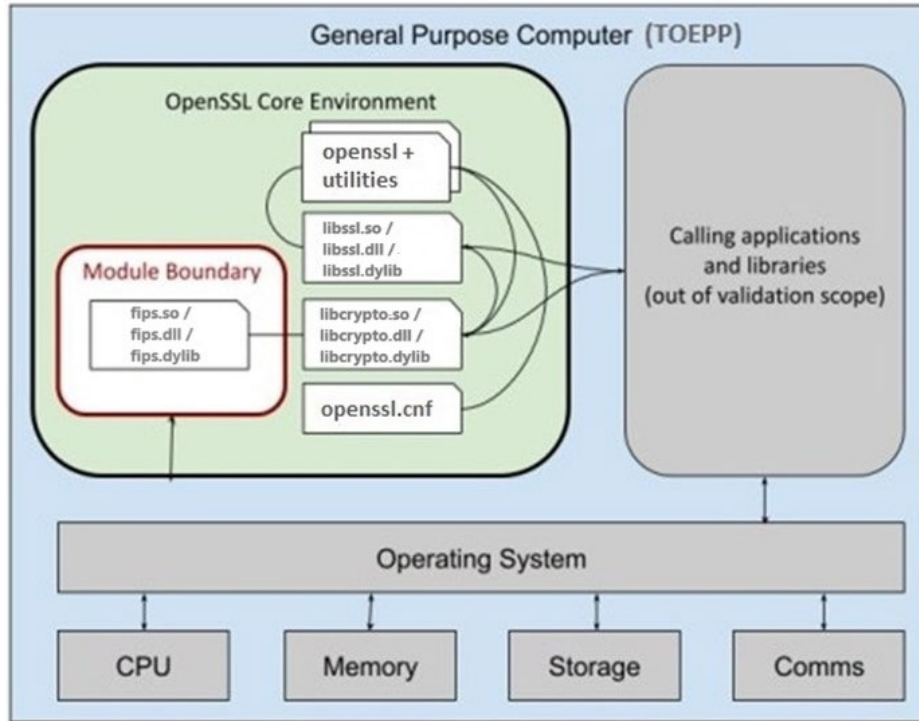 General Purpose Computer (TOEPP)
OpenSSL Core Environment
openssl +
utilities
libssl.so /
libssl.dll /
libssl.dylib
Module Boundary
fips.so /
fips.dll /
fips.dylib
libcrypto.so /
libcrypto.dll /
libcrypto.dylib
openssl.cnf
Calling applications
and libraries
(out of validation scope)
Operating System
CPU
Memory
Storage
Comms